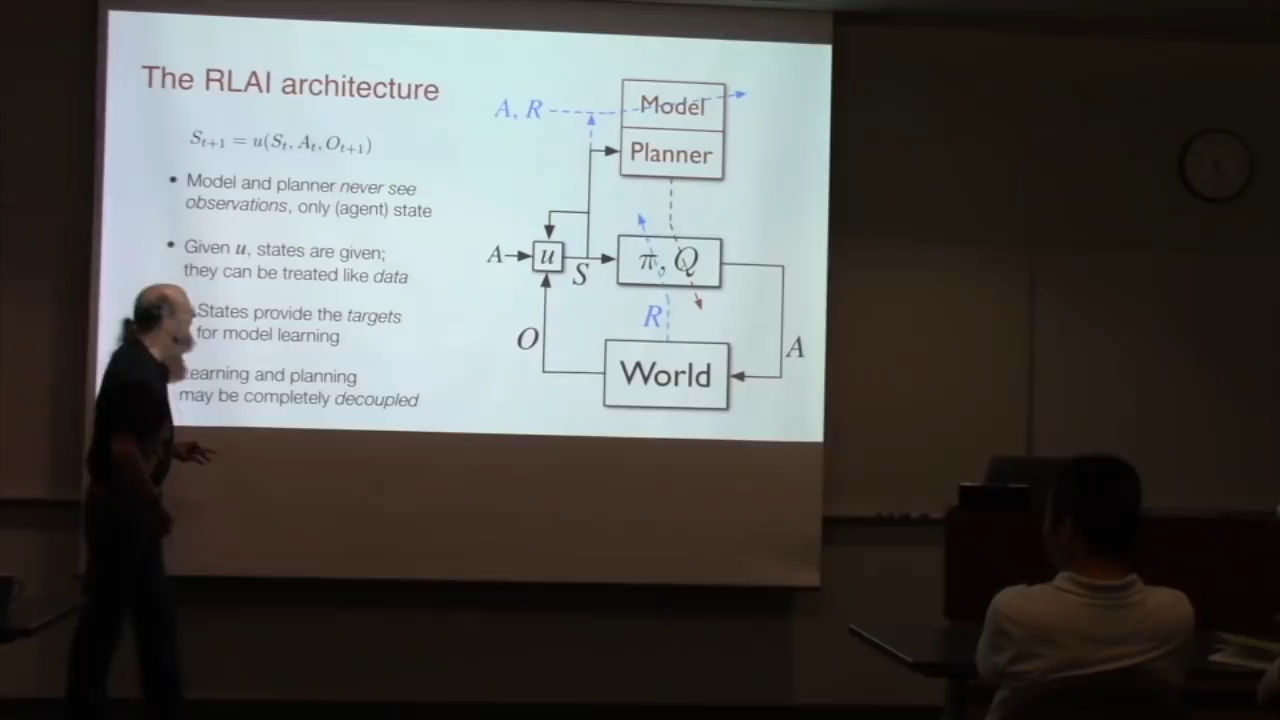 The RLAI architecture
S_{t+1} = u(S_t, A_t, O_{t+1})
• Model and planner never see
observations, only (agent) state
• Given u, states are given;
they can be treated like data
States provide the targets
for model learning
Learning and planning
may be completely decoupled
A, R
Model
Planner
A
u
S
π, Q
O
R
A
World